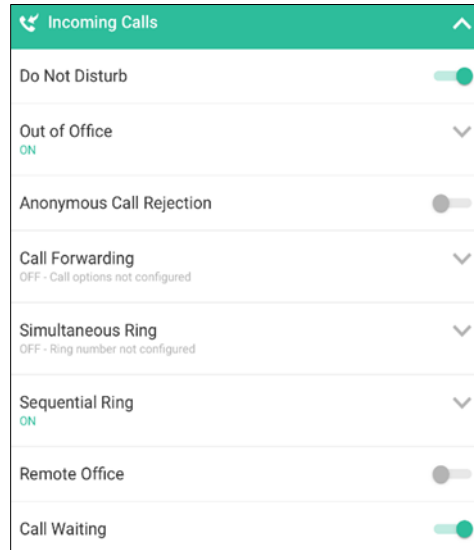 Incoming Calls
Do Not Disturb
Out of Office
ON
Anonymous Call Rejection
Call Forwarding
OFF - Call options not configured
Simultaneous Ring
OFF - Ring number not configured
Sequential Ring
ON
Remote Office
Call Waiting